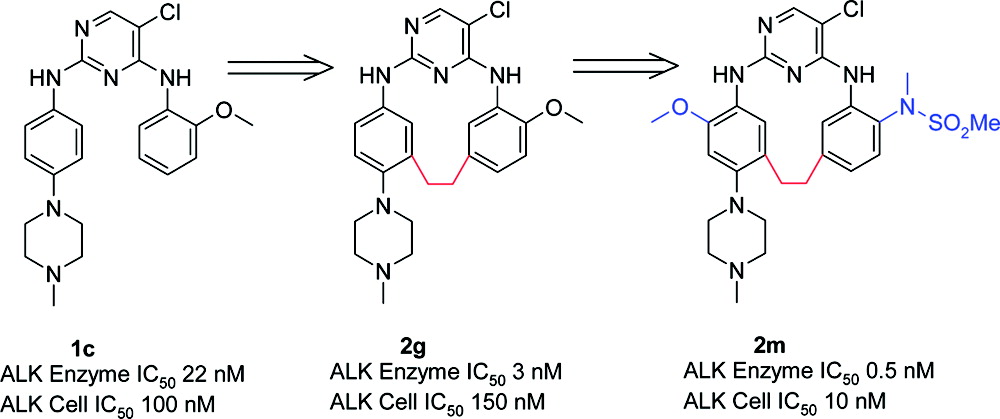 N Cl
HN N NH O
N
N
1c
ALK Enzyme IC50 22 nM
ALK Cell IC50 100 nM
N Cl
HN N NH O
N
N
2g
ALK Enzyme IC50 3 nM
ALK Cell IC50 150 nM
N Cl
HN N NH
O N
SO2Me
N
N
2m
ALK Enzyme IC50 0.5 nM
ALK Cell IC50 10 nM